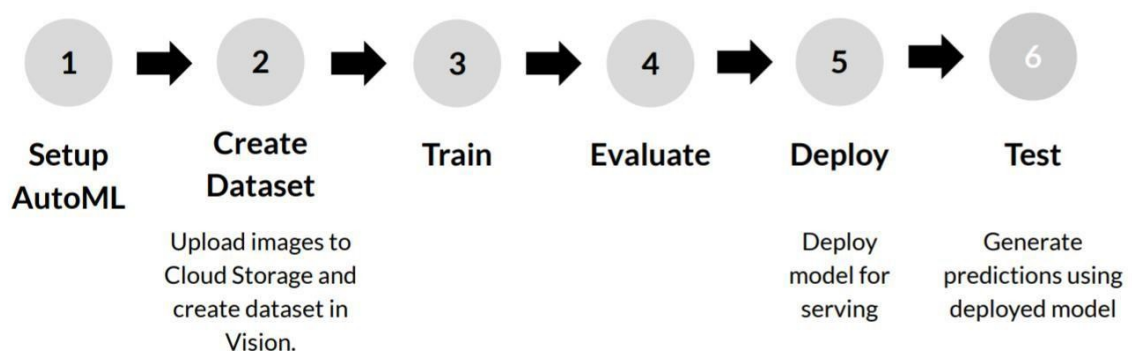 1
2
3
4
5
6
Setup
AutoML
Create
Dataset
Train
Evaluate
Deploy
Test
Upload images to
Cloud Storage and
create dataset in
Vision.
Deploy
model for
serving
Generate
predictions using
deployed model